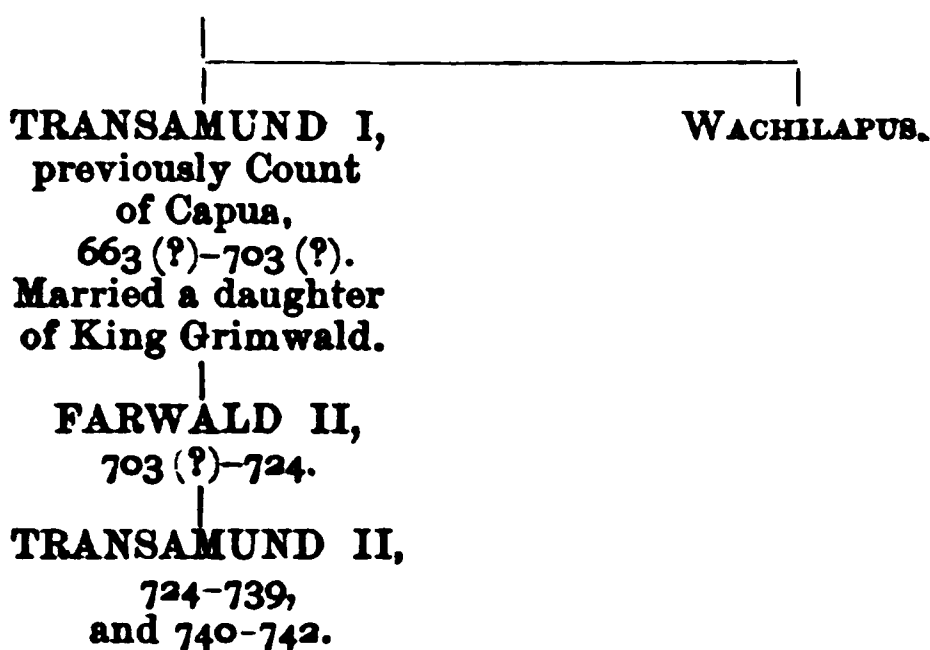 TRANSAMUND I,
WACHILAPUS.
previously Count
of Capua,
663 (?)–703 (?).
Married a daughter
of King Grimwald.
FARWALD II,
703 (?)–724.
TRANSAMUND II,
724–739,
and 740–742.